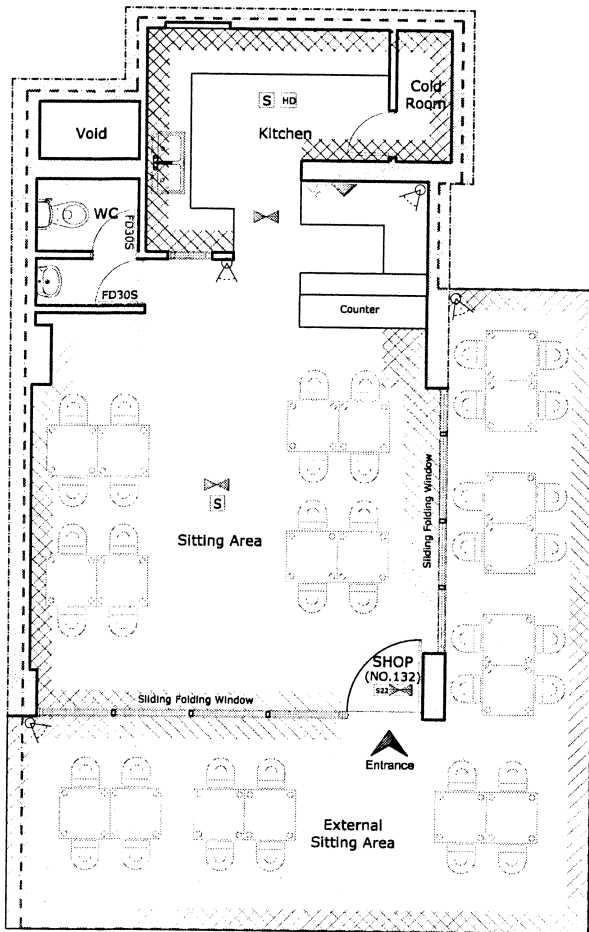 Cold
Room
S HD
Kitchen
Void
WC
FD30S
FD30S
Counter
Sliding Folding Window
S
Sitting Area
SHOP
(NO.132)
S22
Sliding Folding Window
Entrance
External
Sitting Area